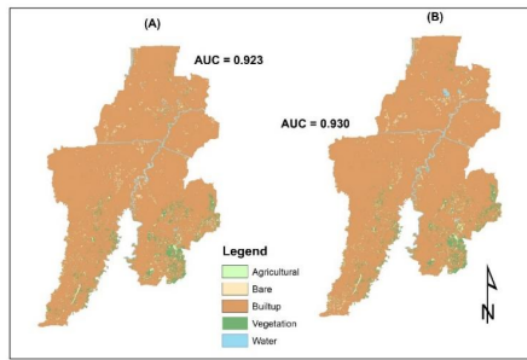 (A)
(B)
AUC = 0.923
AUC = 0.930
Legend
Agricultural
Bare
Builtup
Vegetation
Water
N